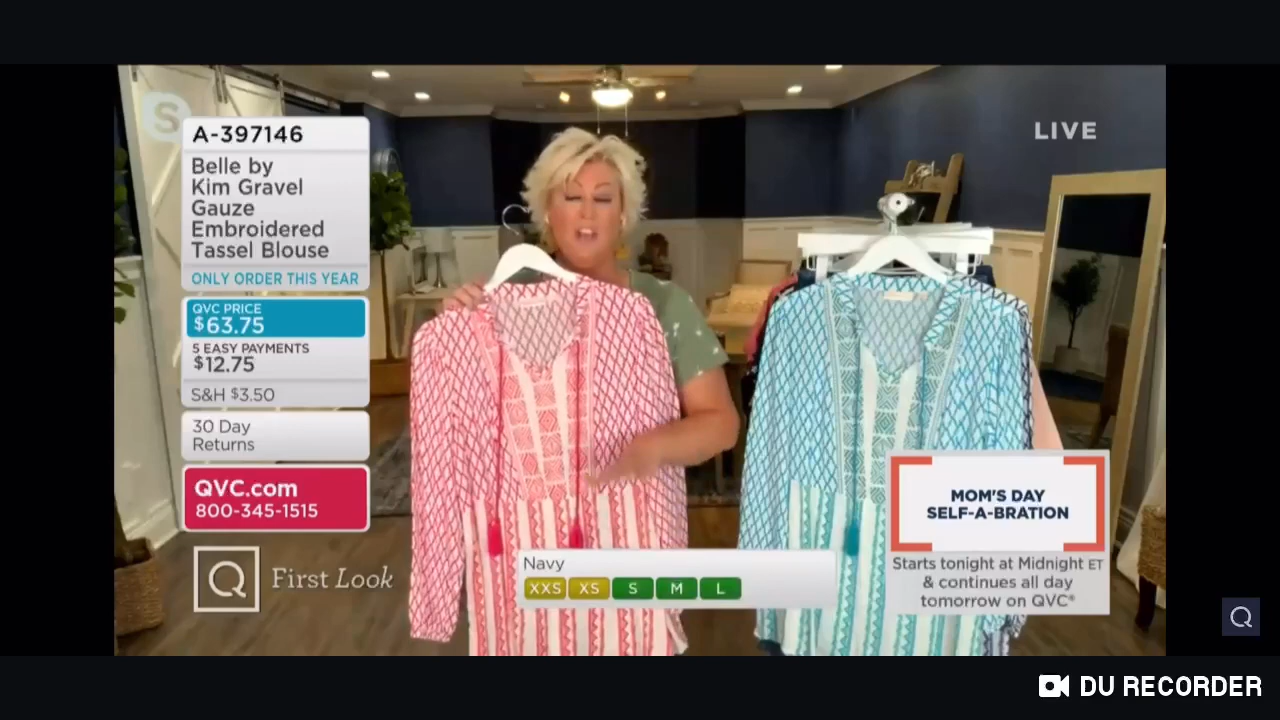 S
A-397146
Belle by
Kim Gravel
Gauze
Embroidered
Tassel Blouse
ONLY ORDER THIS YEAR
QVC PRICE
$63.75
5 EASY PAYMENTS
$12.75
S&H $3.50
30 Day
Returns
QVC.com
800-345-1515
Q First Look
LIVE
Navy
XXS XS S M L
MOM'S DAY
SELF-A-BRATION
Starts tonight at Midnight ET
& continues all day
tomorrow on QVC®
Q
DU RECORDER